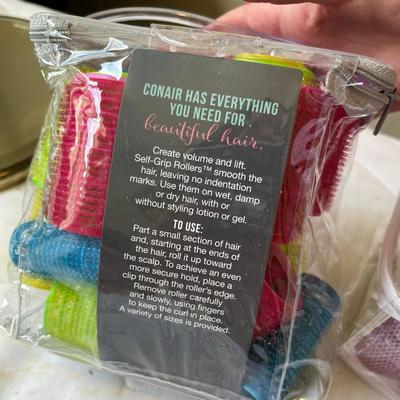 CONAIR HAS EVERYTHING
YOU NEED FOR
beautiful hair.
Create volume and lift.
Self-Grip Rollers™ smooth the
hair, leaving no indentation
marks. Use them on wet, damp
or dry hair, with or
without styling lotion or gel.
TO USE:
Part a small section of hair
and, starting at the ends of
the hair, roll it up toward
the scalp. To achieve an even
more secure hold, place a
clip through the roller's edge.
Remove roller carefully
and slowly, using fingers
to keep the curl in place.
A variety of sizes is provided.